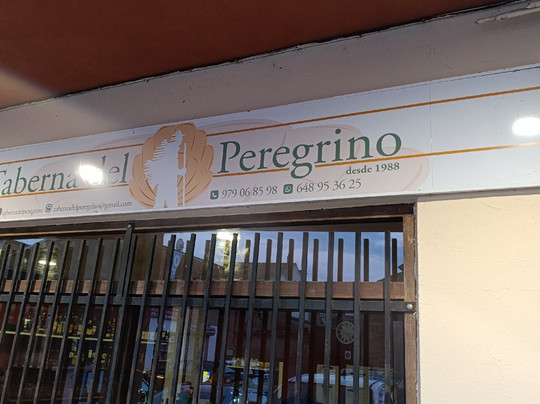 Taberna del Peregrino
desde 1988
979 06 85 98 648 95 36 25